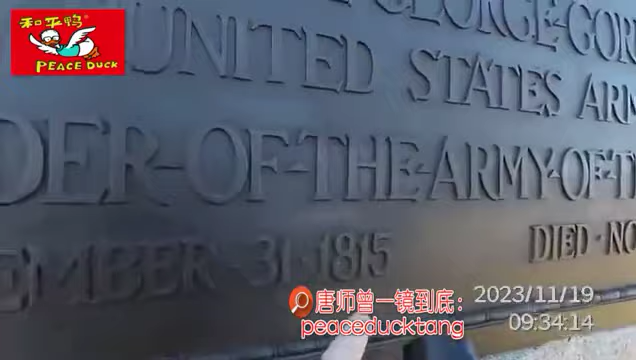 和平鸭
PEACE DUCK
GEORGE-GOR
UNITED STATES ARM
DER-OF-THE-ARMY-OF-T
EMBER 31·1815
DIED·NO
唐师曾一镜到底：
peaceducktang
2023/11/19
09:34:14